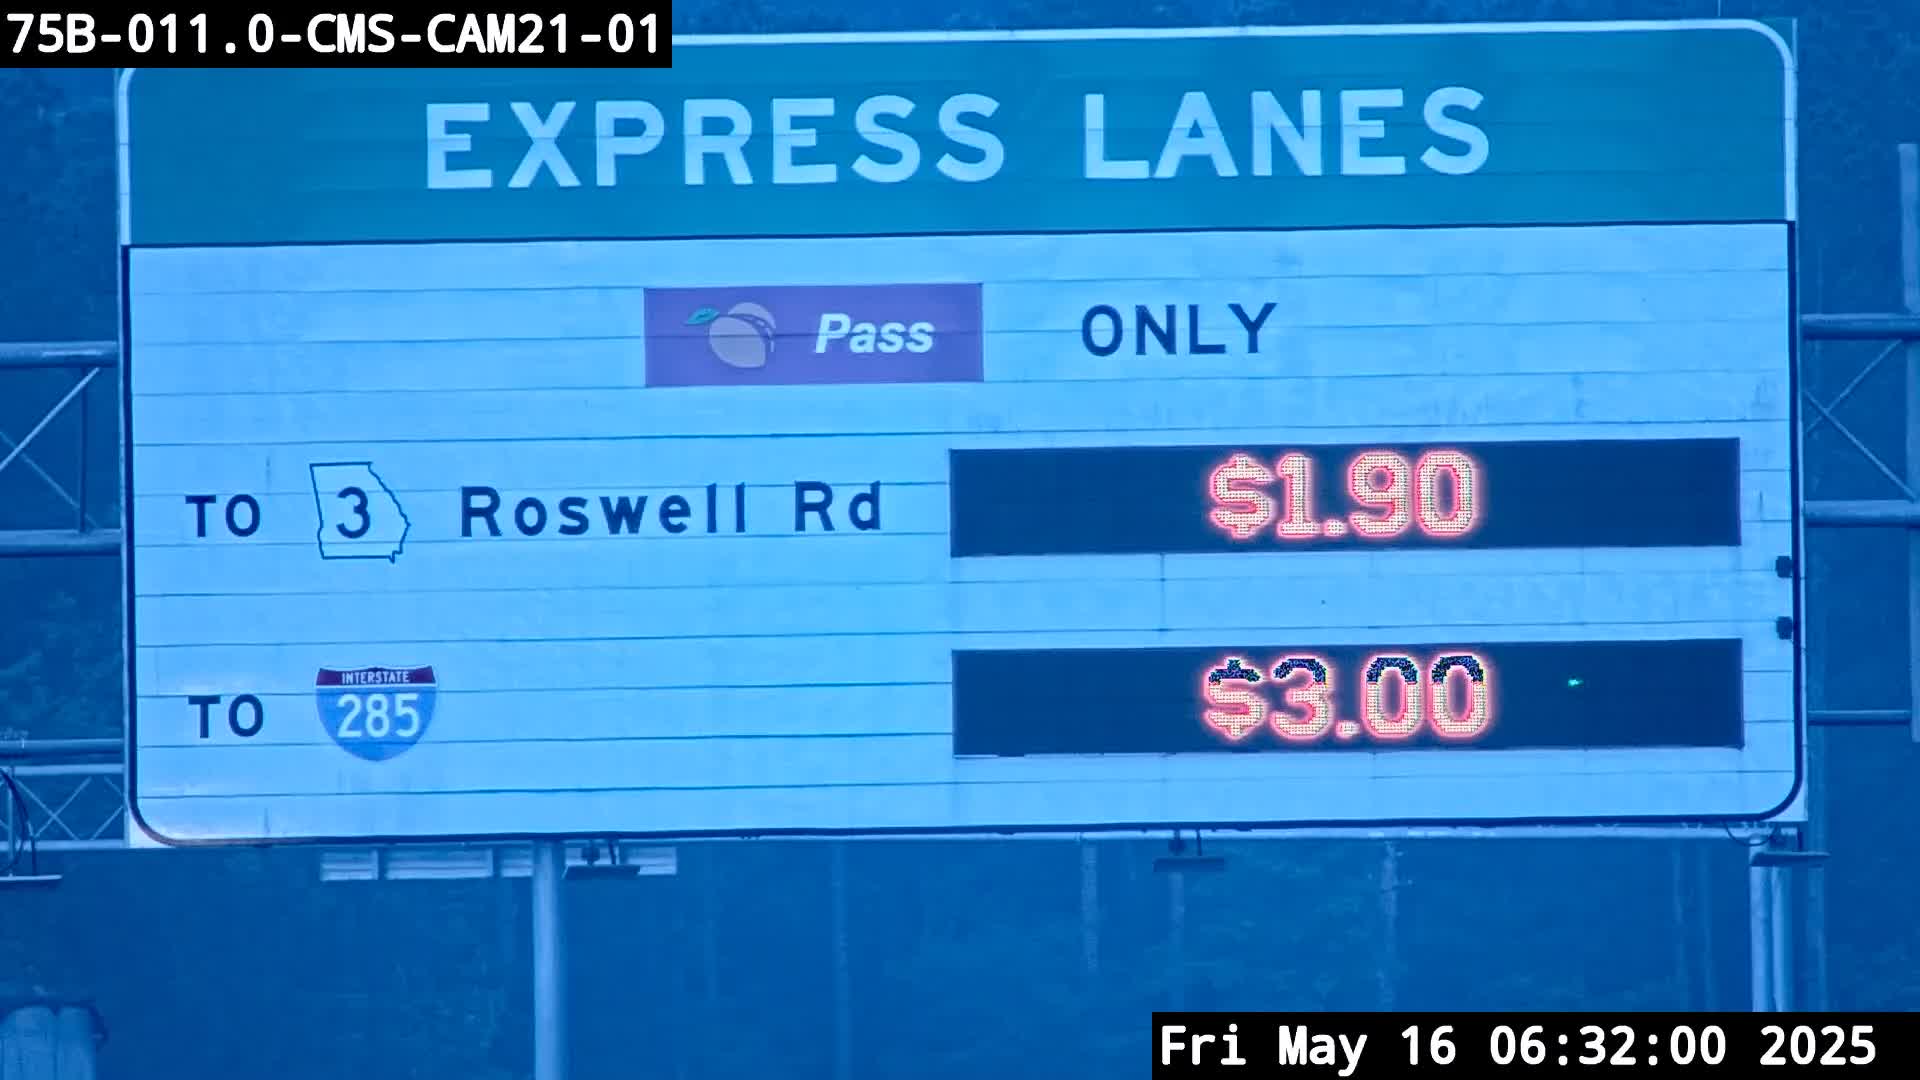 75B-011.0-CMS-CAM21-01
EXPRESS LANES
Pass ONLY
TO 3 Roswell Rd $1.90
TO INTERSTATE 285 $3.00
Fri May 16 06:32:00 2025